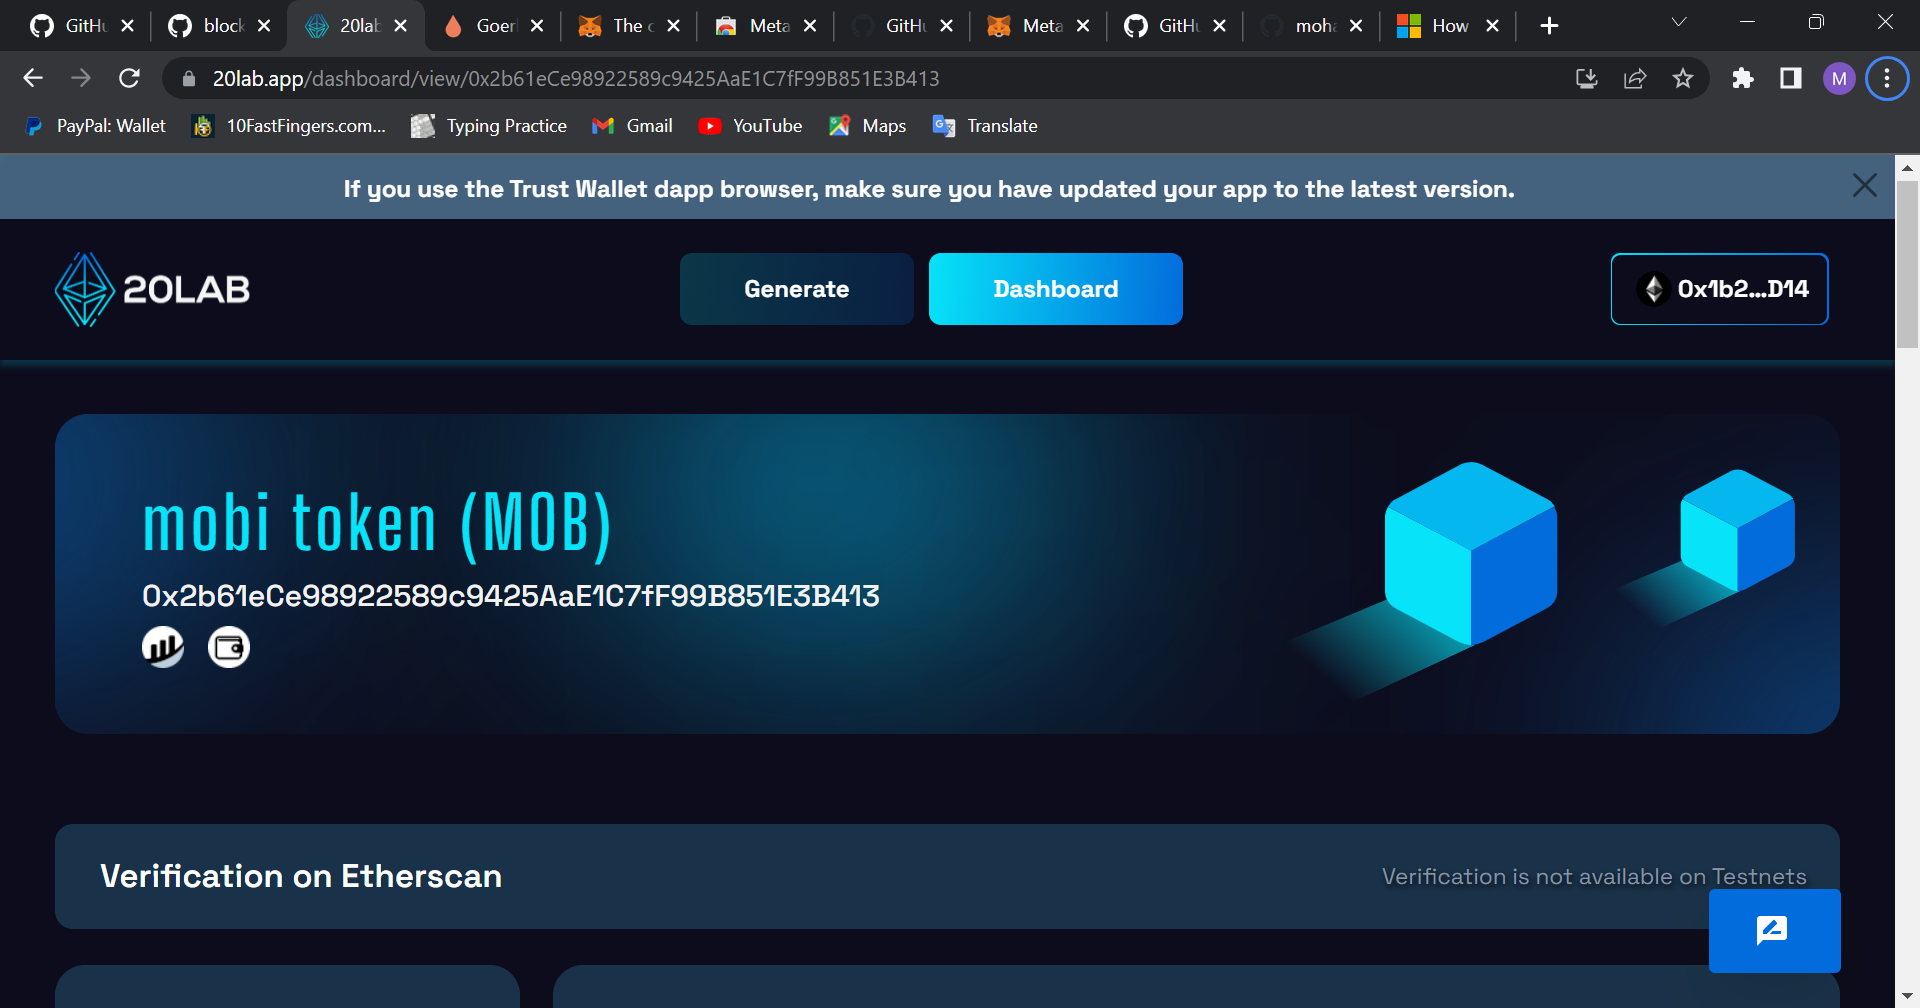 GitHu block 20lab Goerl The c Meta GitHu Meta GitHu moha How
20lab.app/dashboard/view/0x2b61eCe98922589c9425AaE1C7fF99B851E3B413
M
PayPal: Wallet 10FastFingers.com... Typing Practice Gmail YouTube Maps Translate
If you use the Trust Wallet dapp browser, make sure you have updated your app to the latest version.
20LAB Generate Dashboard 0x1b2...D14
mobi token (MOB)
0x2b61eCe98922589c9425AaE1C7fF99B851E3B413
Verification on Etherscan Verification is not available on Testnets